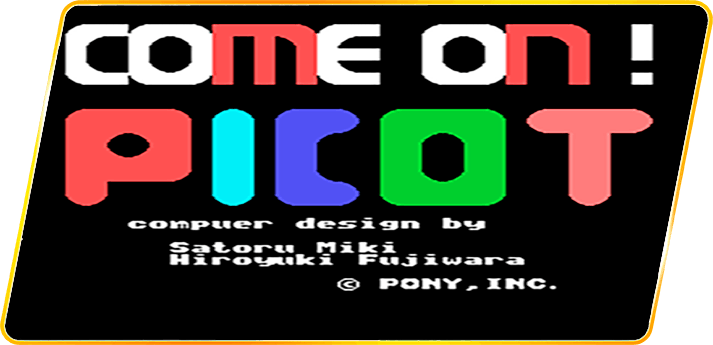 COME ON !
PICOT
compuer design by
Satoru Miki
Hiroyuki Fujiwara
© PONY,INC.